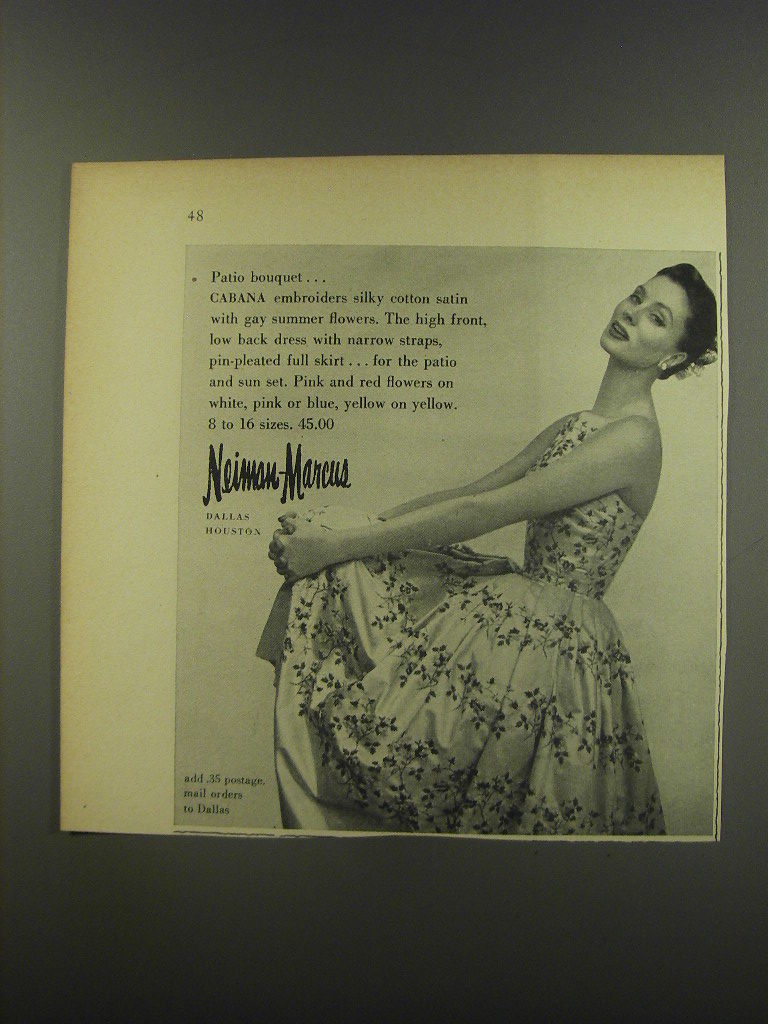 48
Patio bouquet . . .
CABANA embroiders silky cotton satin
with gay summer flowers. The high front,
low back dress with narrow straps,
pin-pleated full skirt . . . for the patio
and sun set. Pink and red flowers on
white, pink or blue, yellow on yellow.
8 to 16 sizes. 45.00
Neiman-Marcus
DALLAS
HOUSTON
add .35 postage,
mail orders
to Dallas